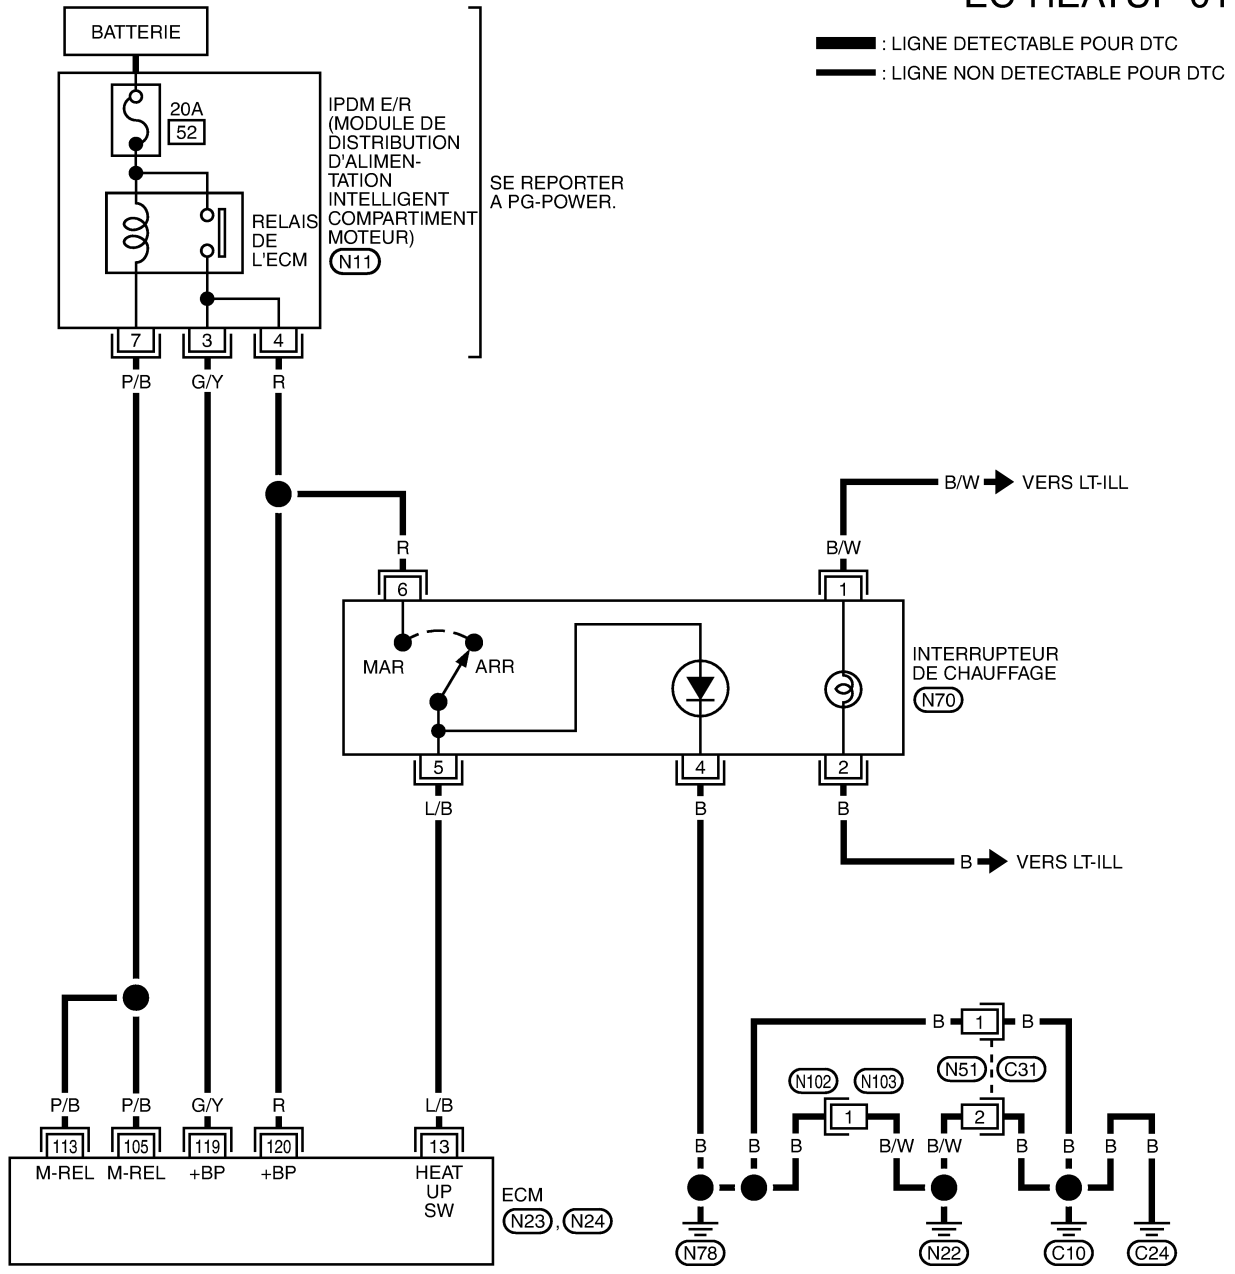 BATTERIE
: LIGNE DETECTABLE POUR DTC
: LIGNE NON DETECTABLE POUR DTC
20A
52
IPDM E/R
(MODULE DE
DISTRIBUTION
D'ALIMEN-
TATION
INTELLIGENT
COMPARTIMENT
MOTEUR)
N11
SE REPORTER
A PG-POWER.
RELAIS
DE
L'ECM
7 3 4
P/B G/Y R
B/W VERS LT-ILL
R B/W
6 1
MAR ARR
INTERRUPTEUR
DE CHAUFFAGE
N70
5 4 2
L/B B B
B VERS LT-ILL
B 1 B
N51 C31
N102 N103
1 2
P/B P/B G/Y R L/B
B B B B/W B/W B B B B
113 105 119 120 13
M-REL M-REL +BP +BP HEAT
UP
SW
ECM
N23 , N24
N78 N22 C10 C24